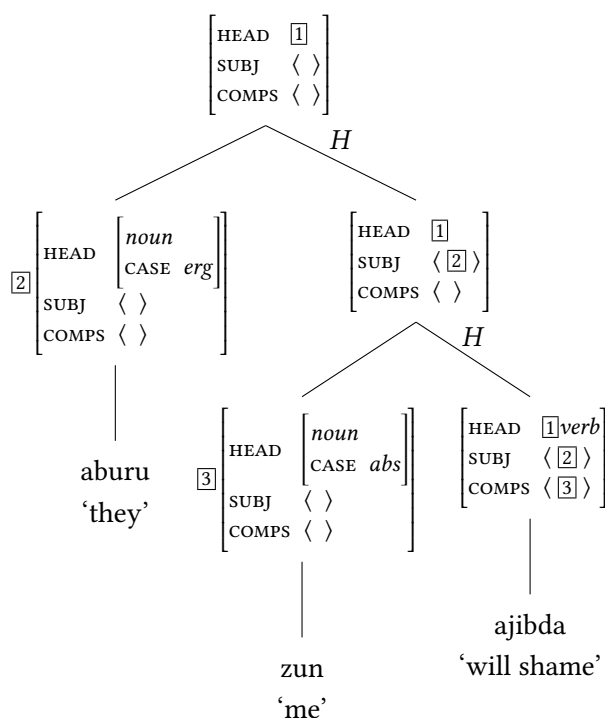 HEAD 1
SUBJ ⟨ ⟩
COMPS ⟨ ⟩
H
2
HEAD
noun
CASE erg
SUBJ ⟨ ⟩
COMPS ⟨ ⟩
HEAD 1
SUBJ ⟨ 2 ⟩
COMPS ⟨ ⟩
H
aburu
‘they’
3
HEAD
noun
CASE abs
SUBJ ⟨ ⟩
COMPS ⟨ ⟩
HEAD 1 verb
SUBJ ⟨ 2 ⟩
COMPS ⟨ 3 ⟩
zun
‘me’
ajibda
‘will shame’